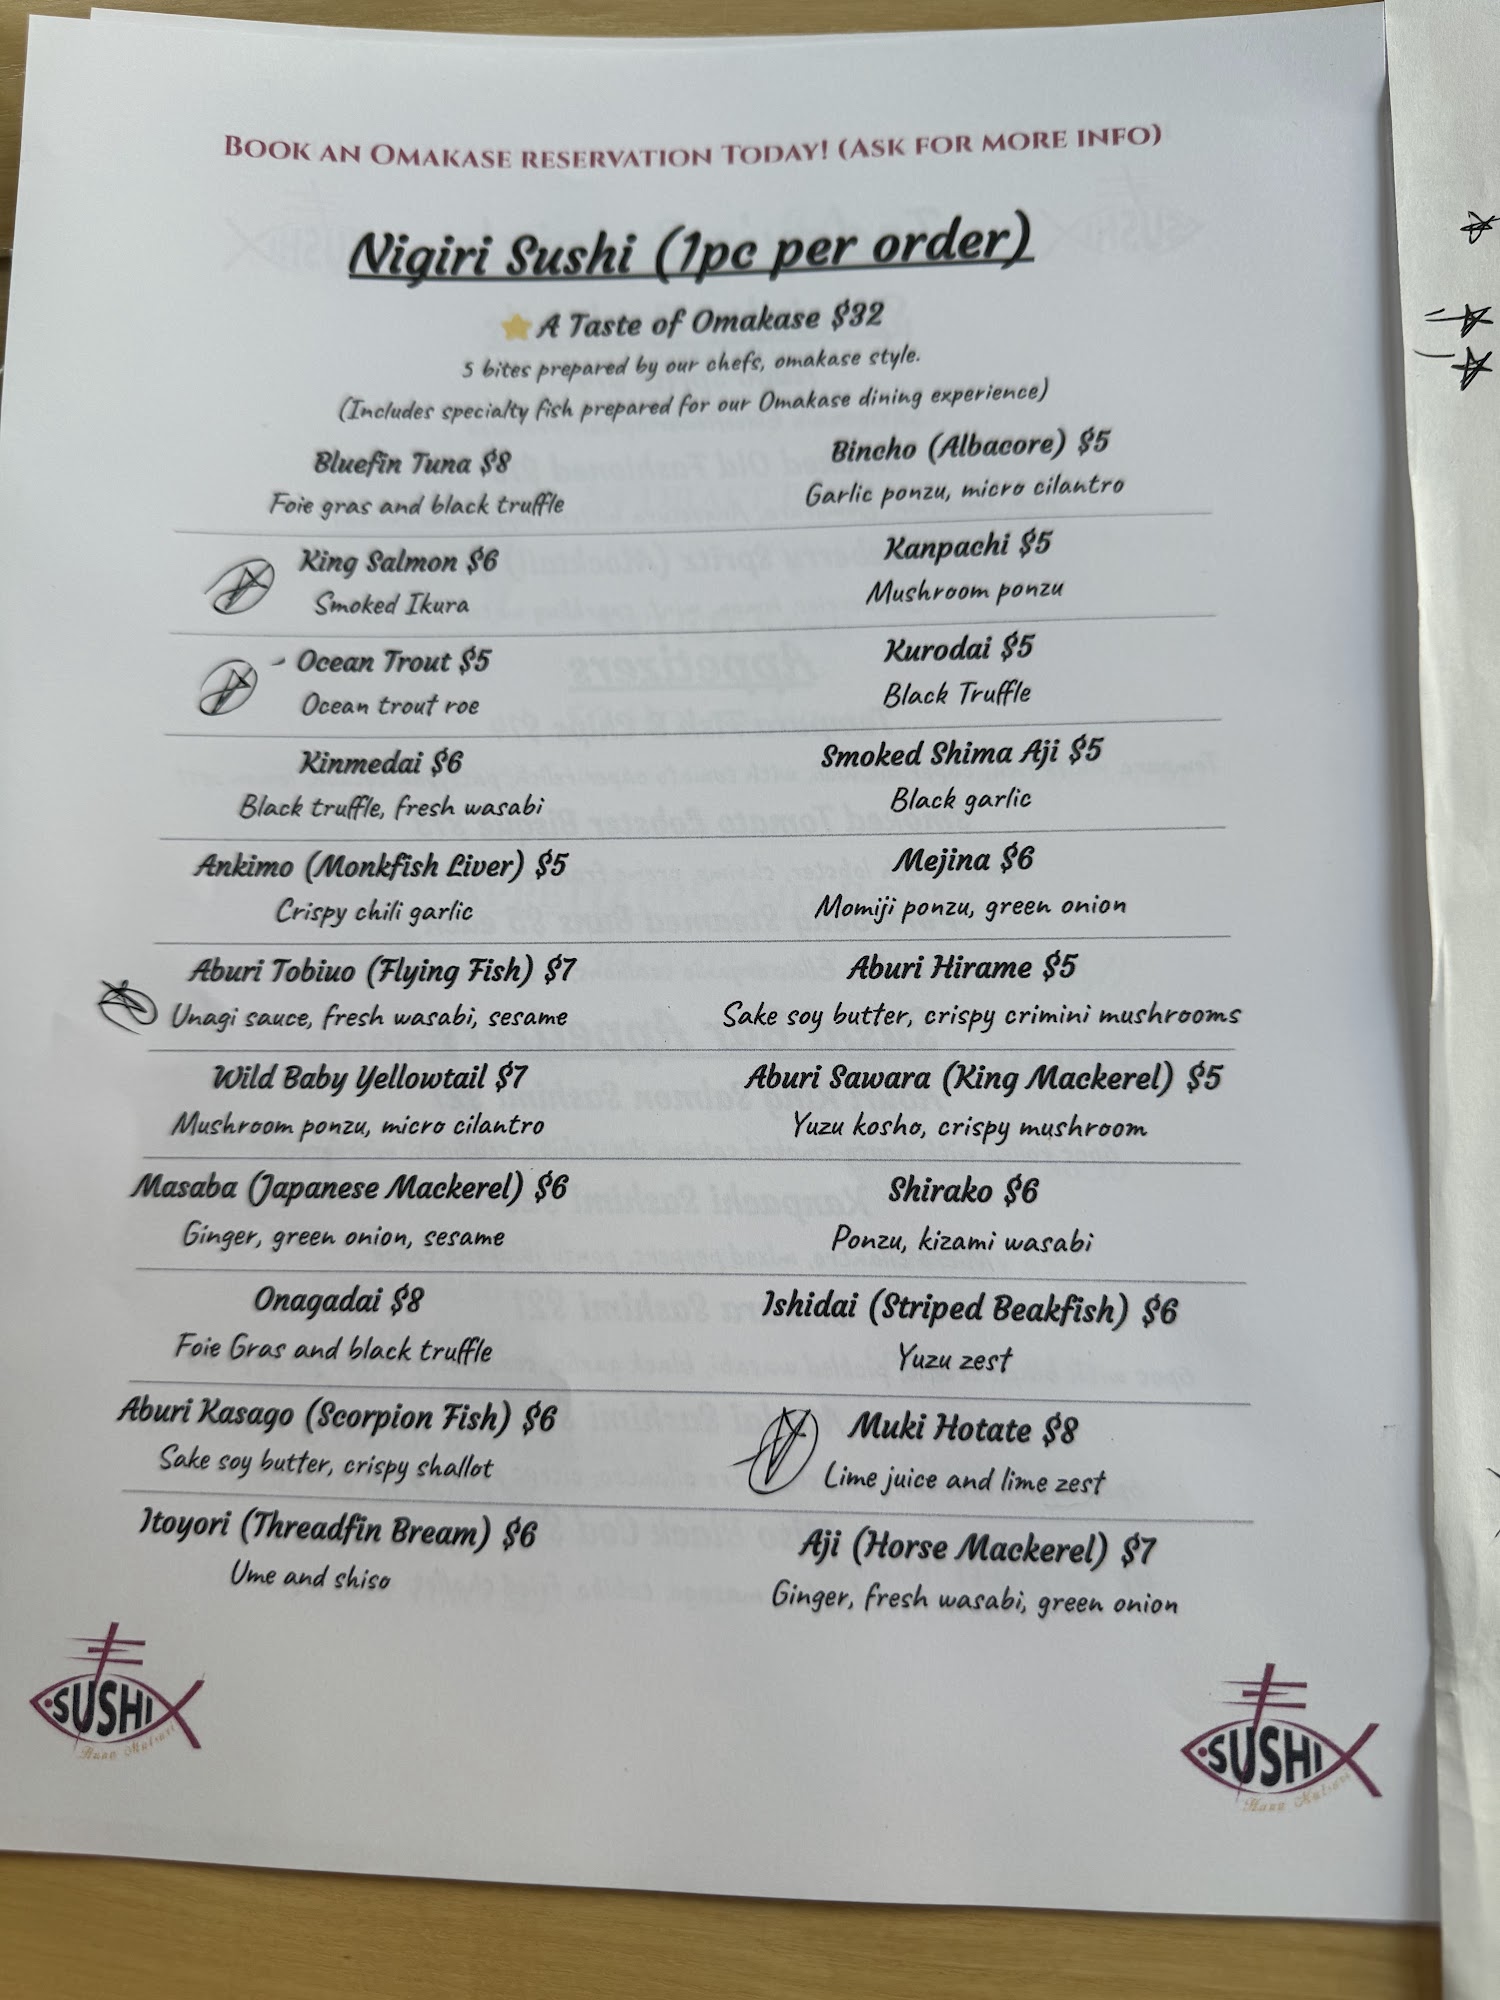 Book an Omakase reservation Today! (Ask for more info)
Nigiri Sushi (1pc per order)
A Taste of Omakase $32
5 bites prepared by our chefs, omakase style.
(Includes specialty fish prepared for our Omakase dining experience)
Bluefin Tuna $8
Foie gras and black truffle
King Salmon $6
Smoked Ikura
Ocean Trout $5
Ocean trout roe
Kinmedai $6
Black truffle, fresh wasabi
Ankimo (Monkfish Liver) $5
Crispy chili garlic
Aburi Tobiuo (Flying Fish) $7
Unagi sauce, fresh wasabi, sesame
Wild Baby Yellowtail $7
Mushroom ponzu, micro cilantro
Masaba (Japanese Mackerel) $6
Ginger, green onion, sesame
Onagadai $8
Foie Gras and black truffle
Aburi Kasago (Scorpion Fish) $6
Sake soy butter, crispy shallot
Itoyori (Threadfin Bream) $6
Ume and shiso
Bincho (Albacore) $5
Garlic ponzu, micro cilantro
Kanpachi $5
Mushroom ponzu
Kurodai $5
Black Truffle
Smoked Shima Aji $5
Black garlic
Mejina $6
Momiji ponzu, green onion
Aburi Hirame $5
Sake soy butter, crispy crimini mushrooms
Aburi Sawara (King Mackerel) $5
Yuzu kosho, crispy mushroom
Shirako $6
Ponzu, kizami wasabi
Ishidai (Striped Beakfish) $6
Yuzu zest
Muki Hotate $8
Lime juice and lime zest
Aji (Horse Mackerel) $7
Ginger, fresh wasabi, green onion
SUSHI
SUSHI